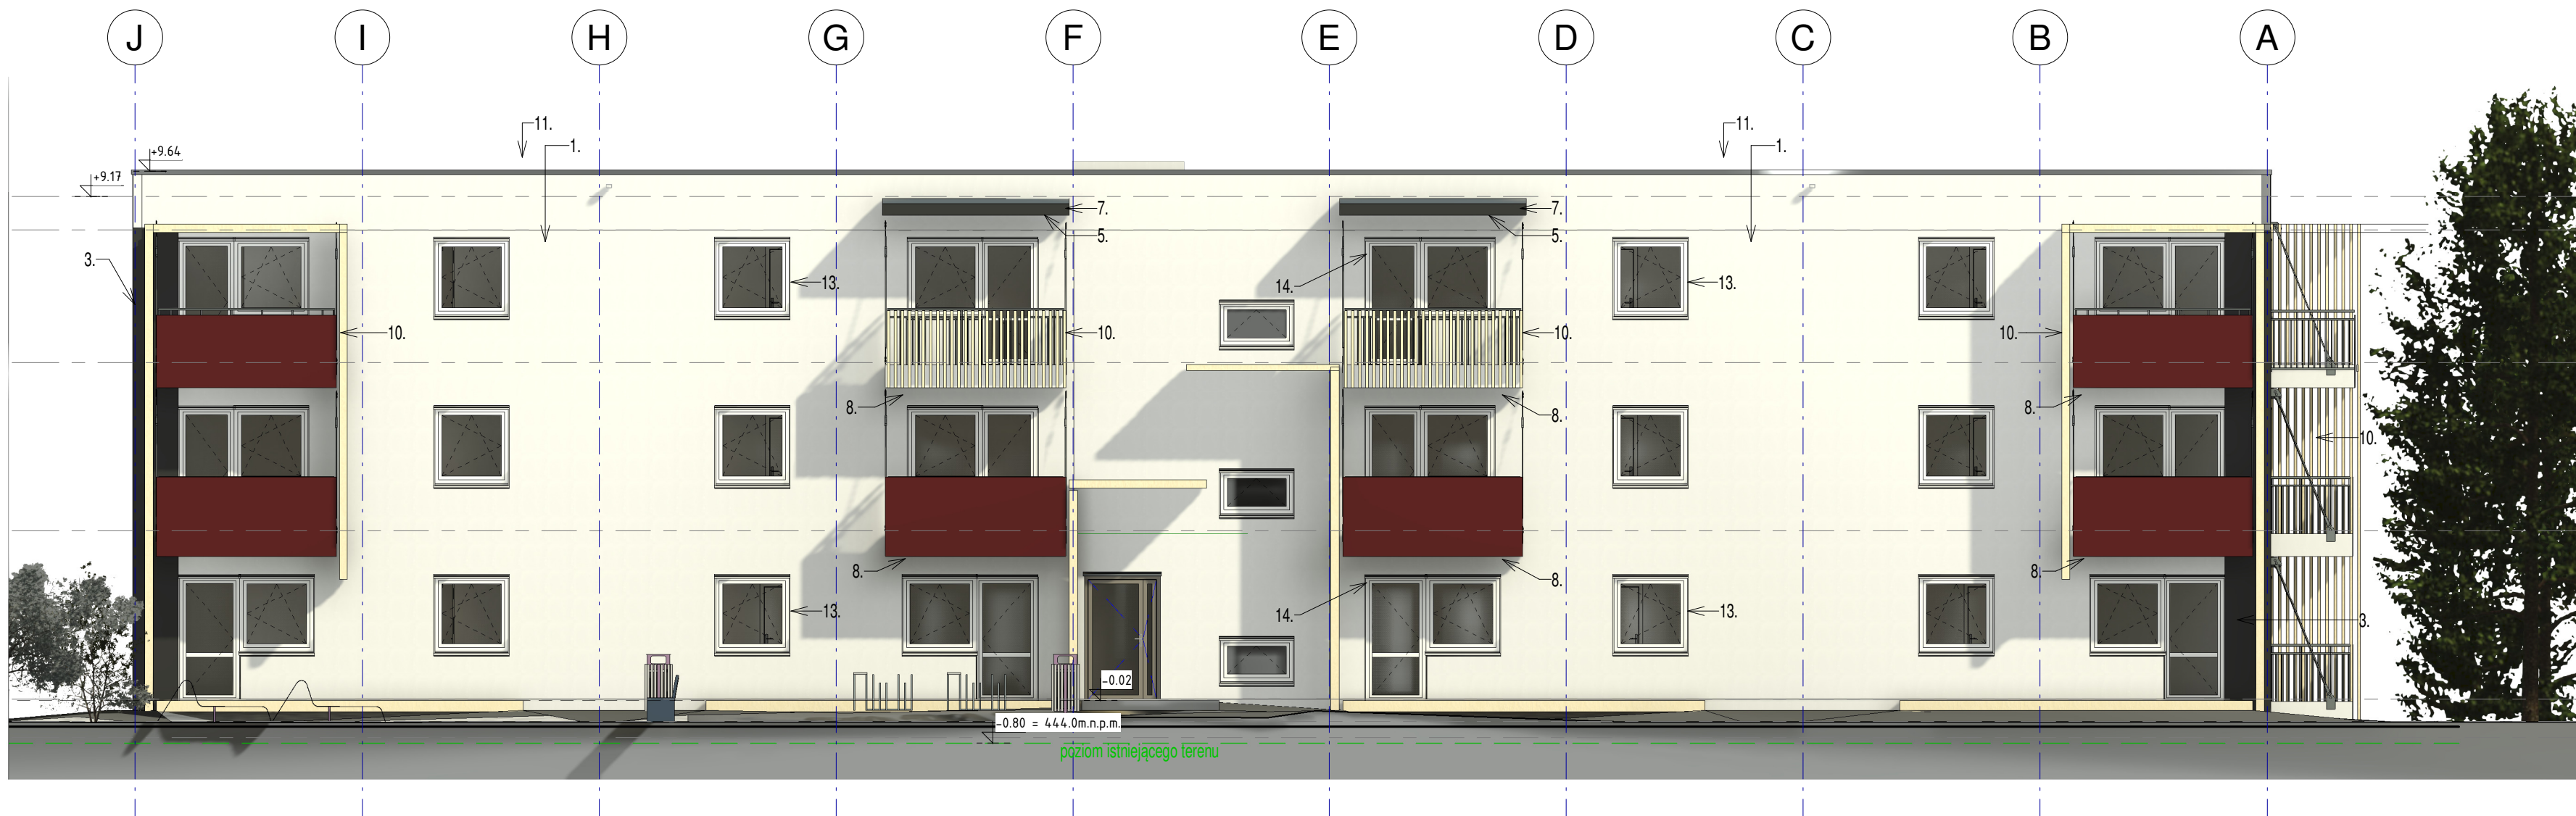 J I H G F E D C B A
11. 11.
1. 1.
+9.64
+9.17
7. 7.
5. 5.
3.
13. 14. 13.
10. 10. 10. 10.
8. 8. 8.
10.
8. 8. 8.
13. 14. 13.
3.
-0.02
-0.80 = 444.0m.n.p.m.
poziom istniejącego terenu